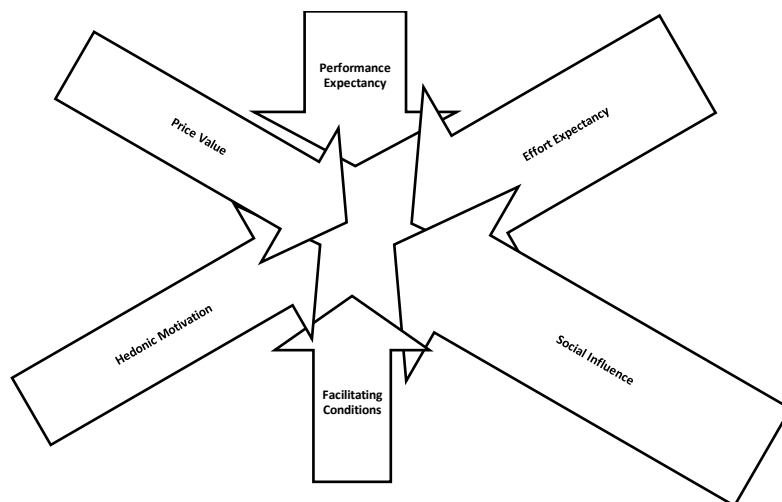 Performance
Expectancy
Price Value
Effort Expectancy
Hedonic Motivation
Social Influence
Facilitating
Conditions